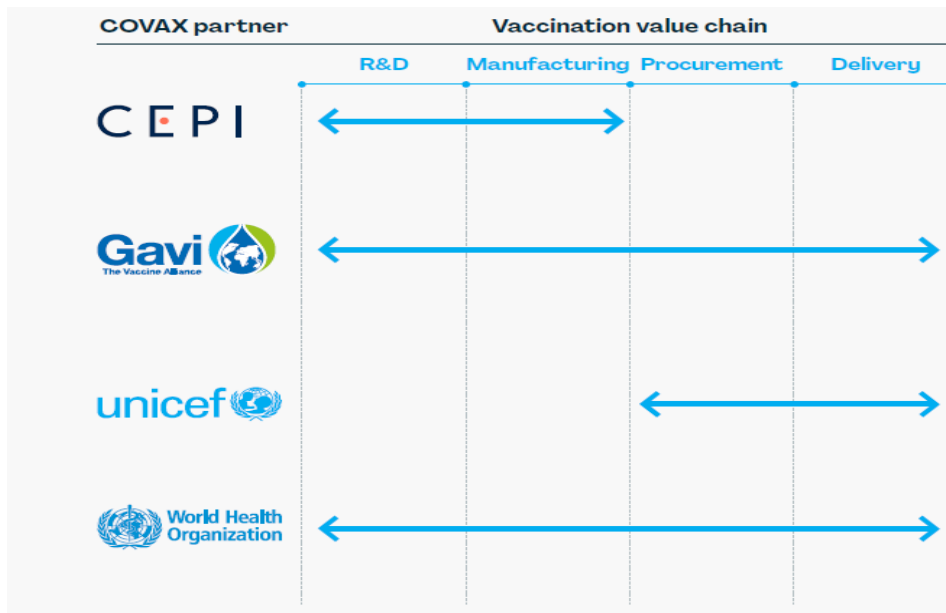 COVAX partner Vaccination value chain
R&D Manufacturing Procurement Delivery
CEPI
Gavi
The Vaccine Alliance
unicef
World Health
Organization